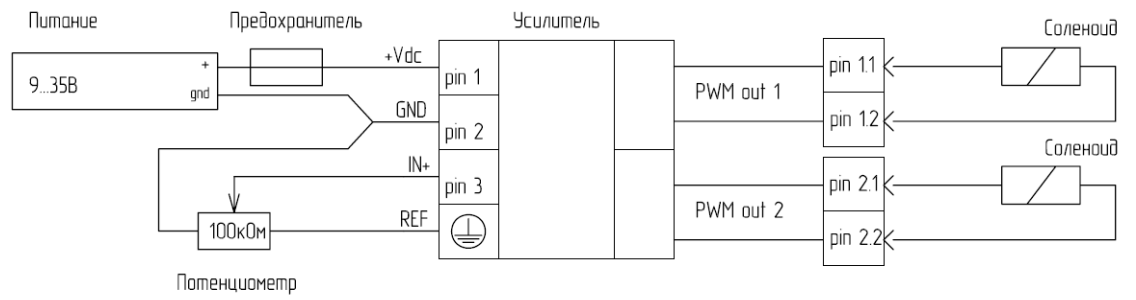 Питание
Предохранитель
Усилитель
Соленоид
9...35В
+
gnd
+Vdc
pin 1
GND
pin 2
IN+
pin 3
REF
100кОм
Потенциометр
PWM out 1
pin 1.1
pin 1.2
Соленоид
PWM out 2
pin 2.1
pin 2.2